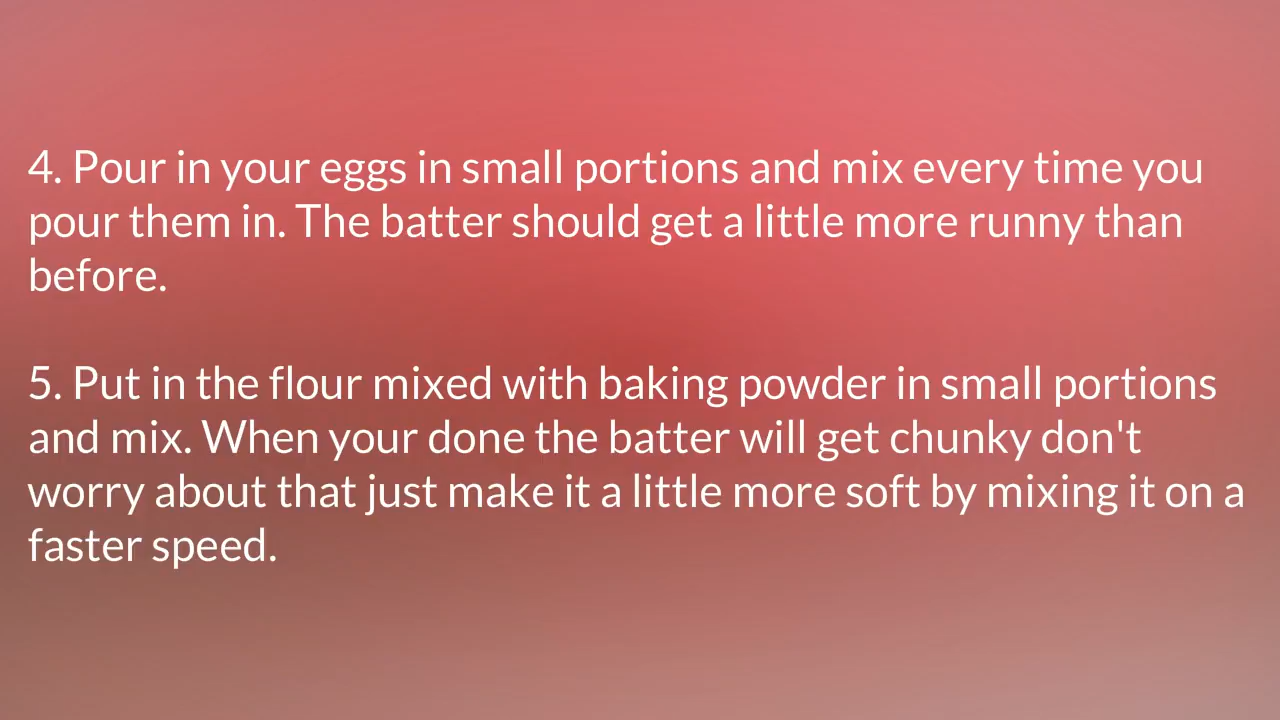 4. Pour in your eggs in small portions and mix every time you
pour them in. The batter should get a little more runny than
before.
5. Put in the flour mixed with baking powder in small portions
and mix. When your done the batter will get chunky don't
worry about that just make it a little more soft by mixing it on a
faster speed.